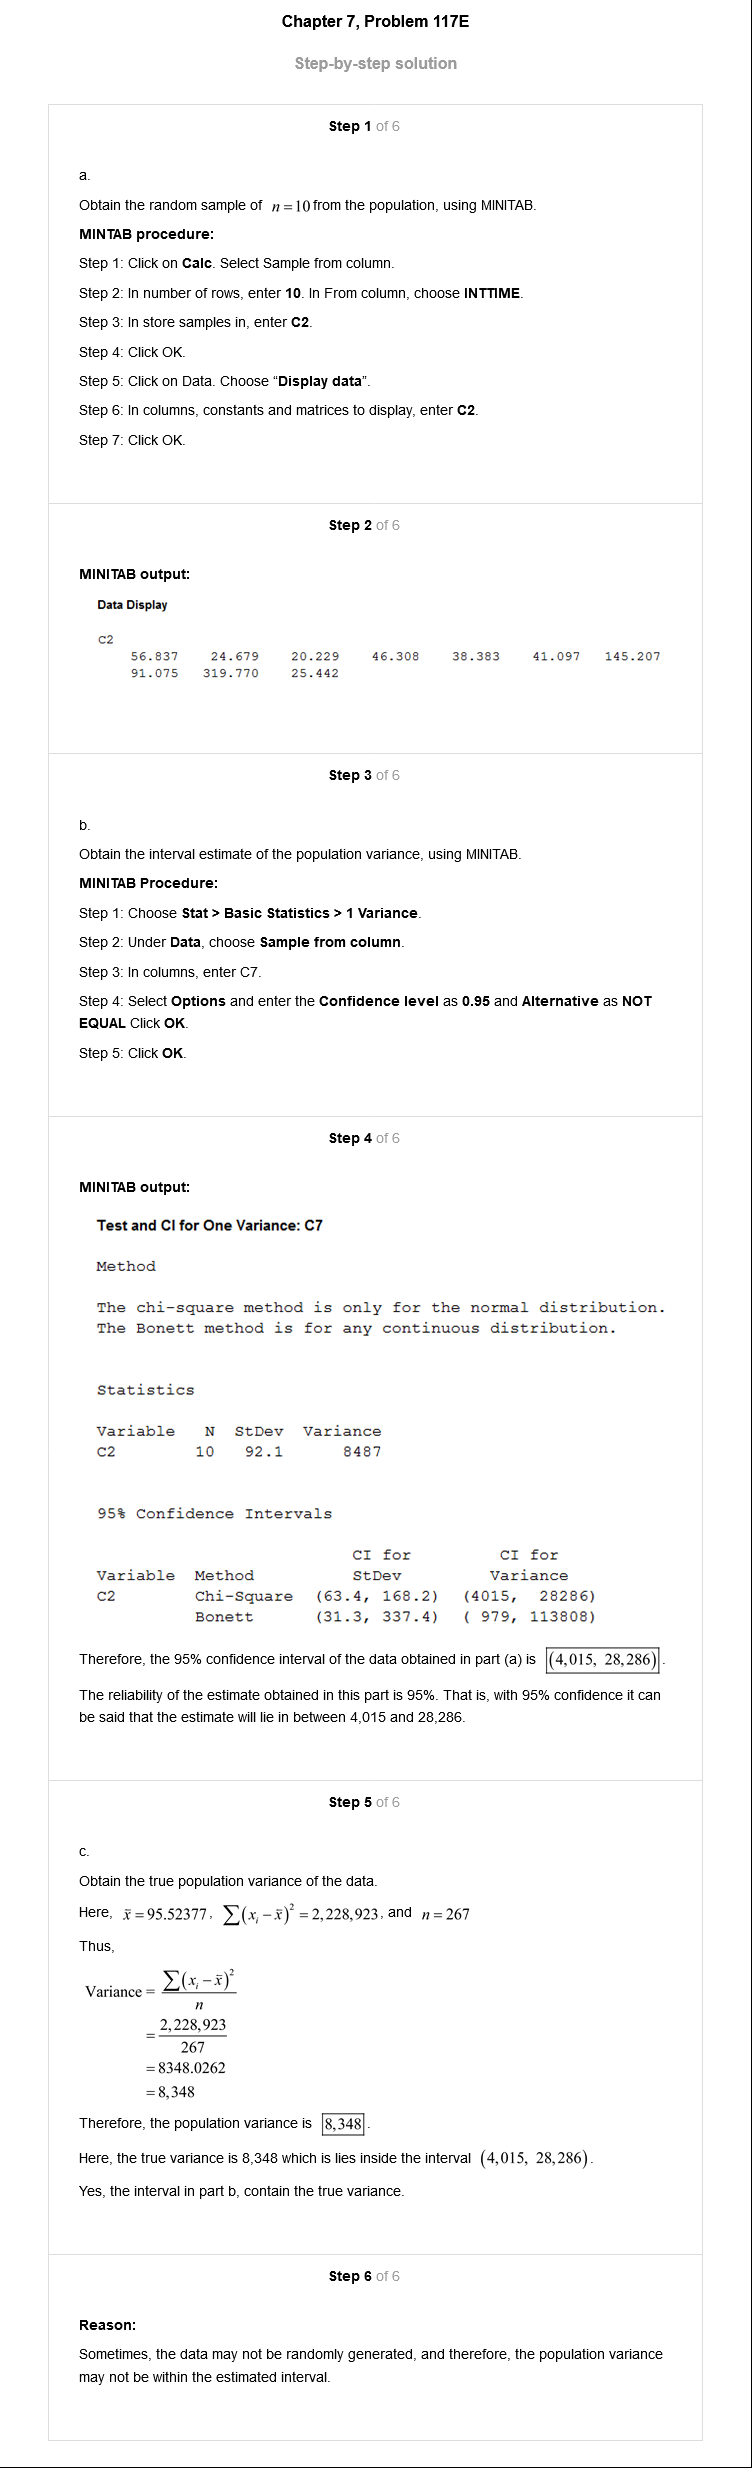 Chapter 7, Problem 117E
Step-by-step solution
Step 1 of 6
a.
Obtain the random sample of n = 10 from the population, using MINITAB.
MINTAB procedure:
Step 1: Click on Calc. Select Sample from column.
Step 2: In number of rows, enter 10. In From column, choose INTTIME.
Step 3: In store samples in, enter C2.
Step 4: Click OK.
Step 5: Click on Data. Choose “Display data”.
Step 6: In columns, constants and matrices to display, enter C2.
Step 7: Click OK.
Step 2 of 6
MINITAB output:
Data Display
C2
56.837 24.679 20.229 46.308 38.383 41.097 145.207
91.075 319.770 25.442
Step 3 of 6
b.
Obtain the interval estimate of the population variance, using MINITAB.
MINITAB Procedure:
Step 1: Choose Stat > Basic Statistics > 1 Variance.
Step 2: Under Data, choose Sample from column.
Step 3: In columns, enter C7.
Step 4: Select Options and enter the Confidence level as 0.95 and Alternative as NOT
EQUAL Click OK.
Step 5: Click OK.
Step 4 of 6
MINITAB output:
Test and CI for One Variance: C7
Method
The chi-square method is only for the normal distribution.
The Bonett method is for any continuous distribution.
Statistics
Variable N StDev Variance
C2 10 92.1 8487
95% Confidence Intervals
CI for CI for
Variable Method StDev Variance
C2 Chi-Square (63.4, 168.2) (4015, 28286)
Bonett (31.3, 337.4) ( 979, 113808)
Therefore, the 95% confidence interval of the data obtained in part (a) is (4,015, 28,286).
The reliability of the estimate obtained in this part is 95%. That is, with 95% confidence it can
be said that the estimate will lie in between 4,015 and 28,286.
Step 5 of 6
c.
Obtain the true population variance of the data.
Here, x̄ = 95.52377, ∑(xᵢ − x̄)² = 2,228,923, and n = 267
Thus,
Variance = ∑(xᵢ − x̄)² / n
= 2,228,923 / 267
= 8348.0262
= 8,348
Therefore, the population variance is 8,348.
Here, the true variance is 8,348 which is lies inside the interval (4,015, 28,286).
Yes, the interval in part b, contain the true variance.
Step 6 of 6
Reason:
Sometimes, the data may not be randomly generated, and therefore, the population variance
may not be within the estimated interval.